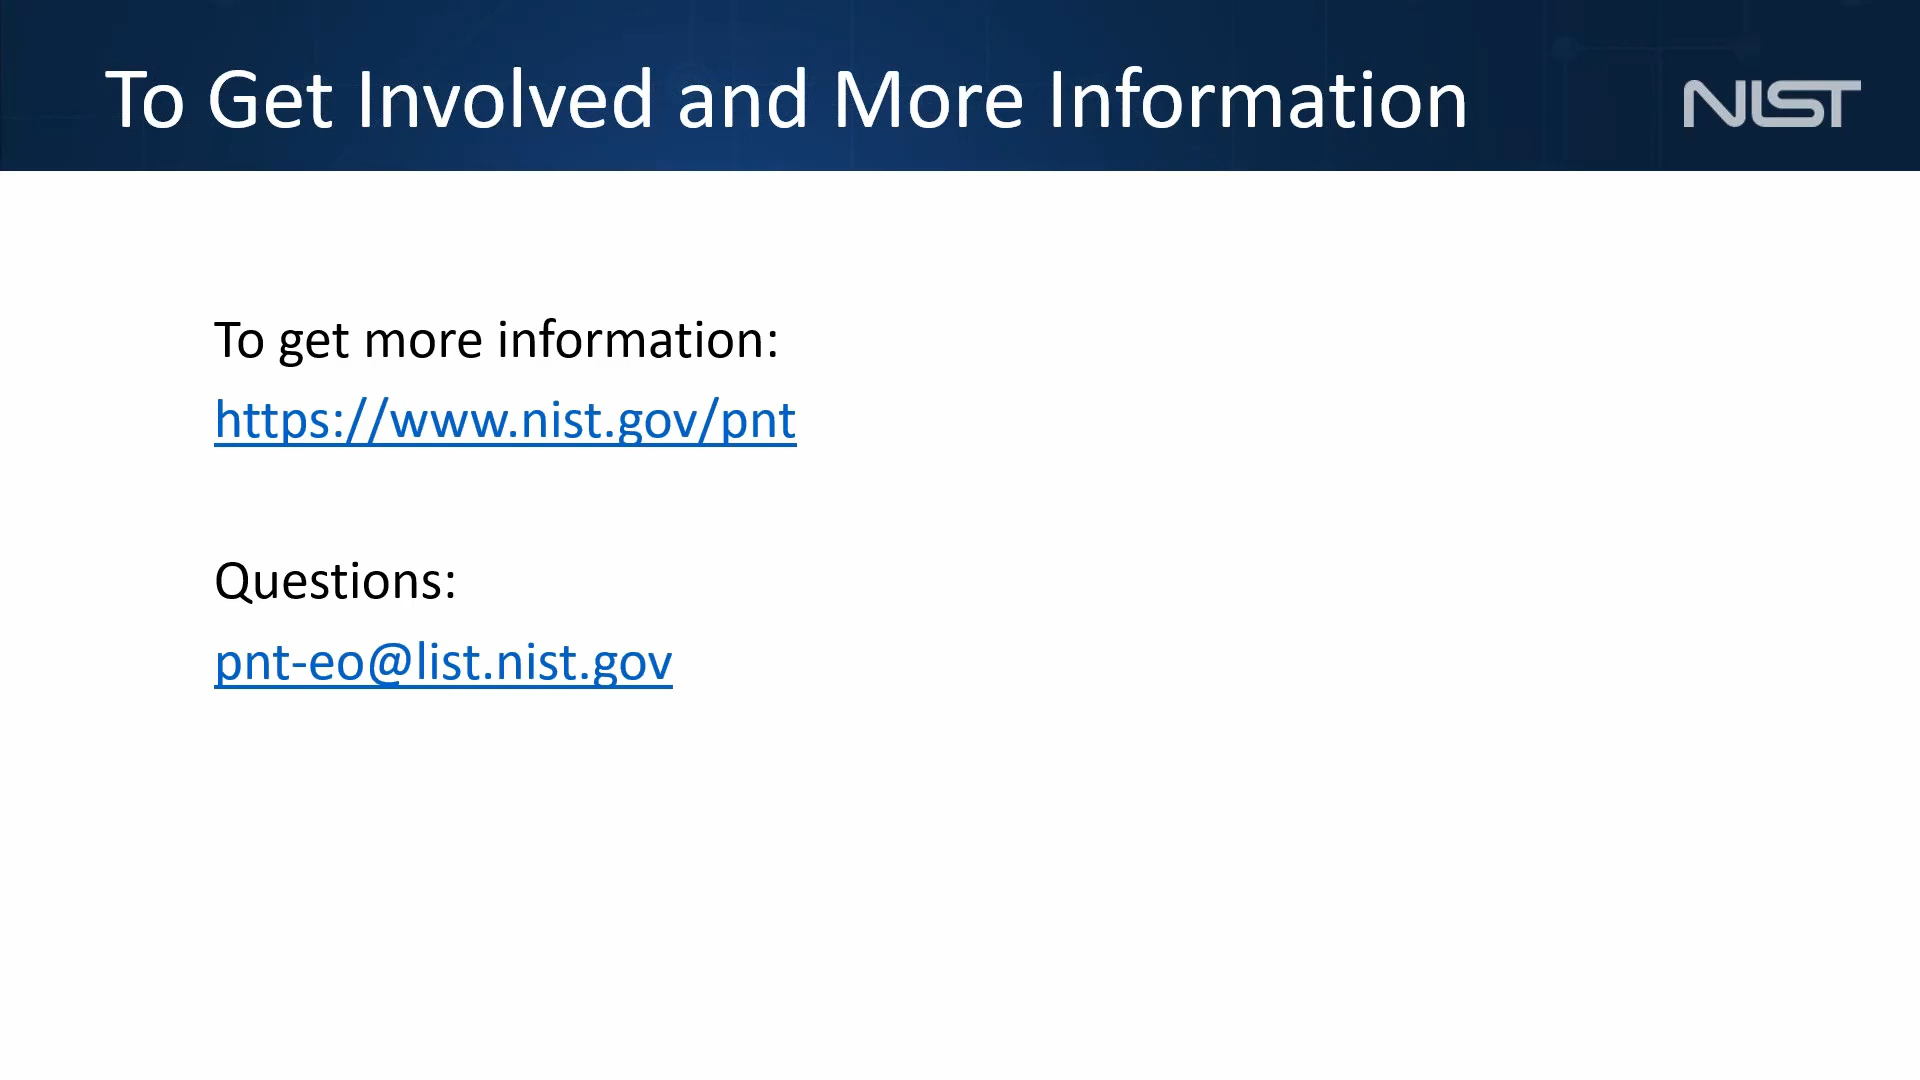 To Get Involved and More Information
NIST
To get more information:
https://www.nist.gov/pnt
Questions:
pnt-eo@list.nist.gov